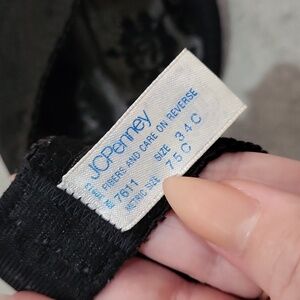 JCPenney
FIBERS AND CARE ON REVERSE
7611 SIZE 34C
METRIC SIZE 75C